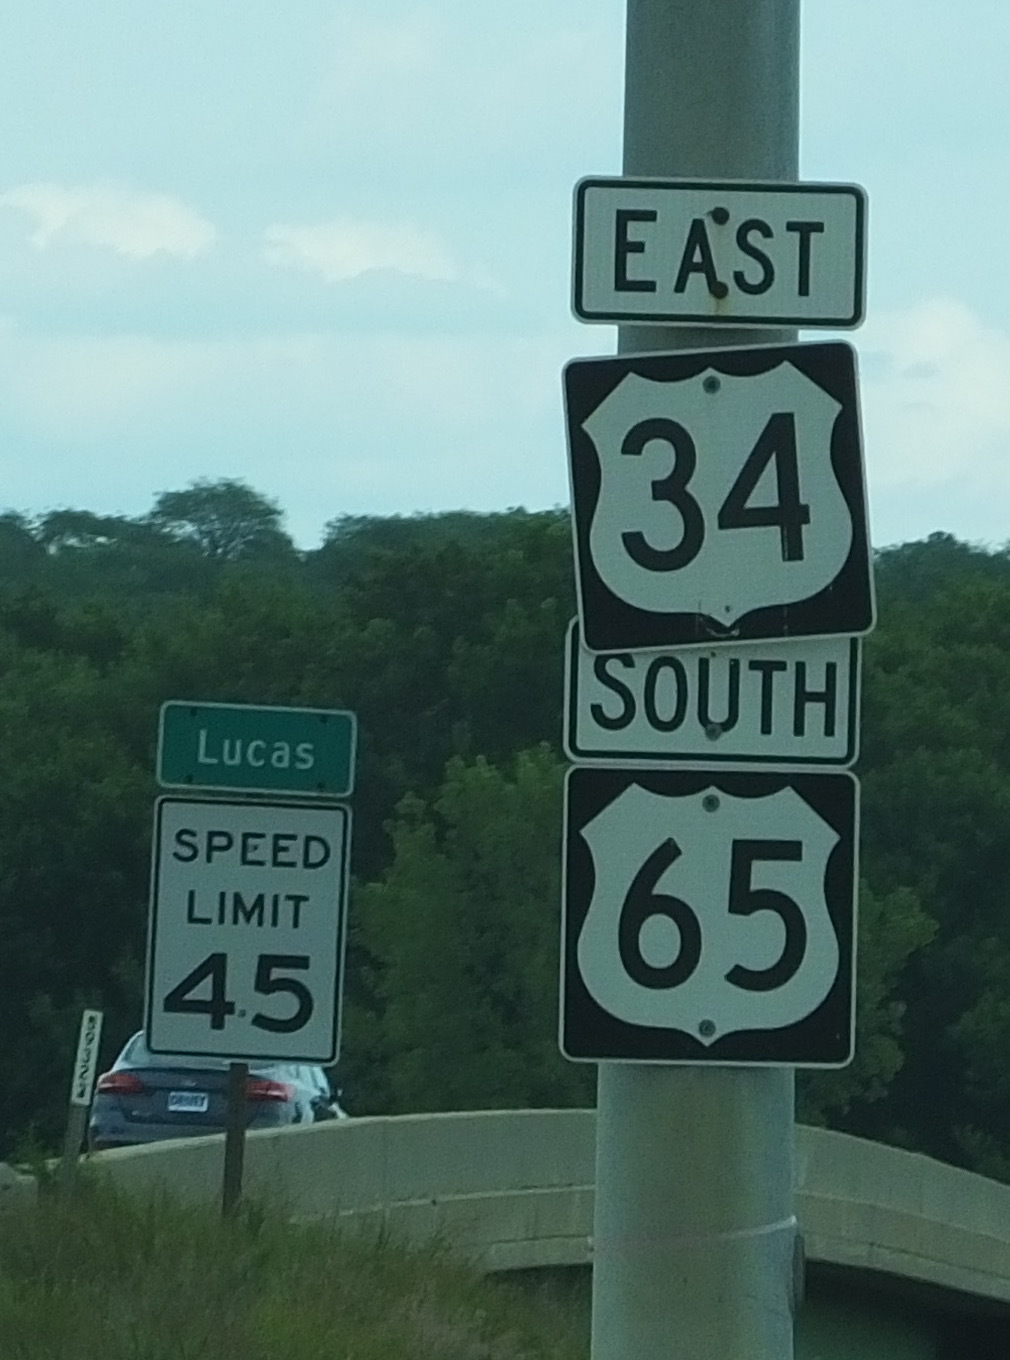 EAST
34
SOUTH
65
Lucas
SPEED
LIMIT
45